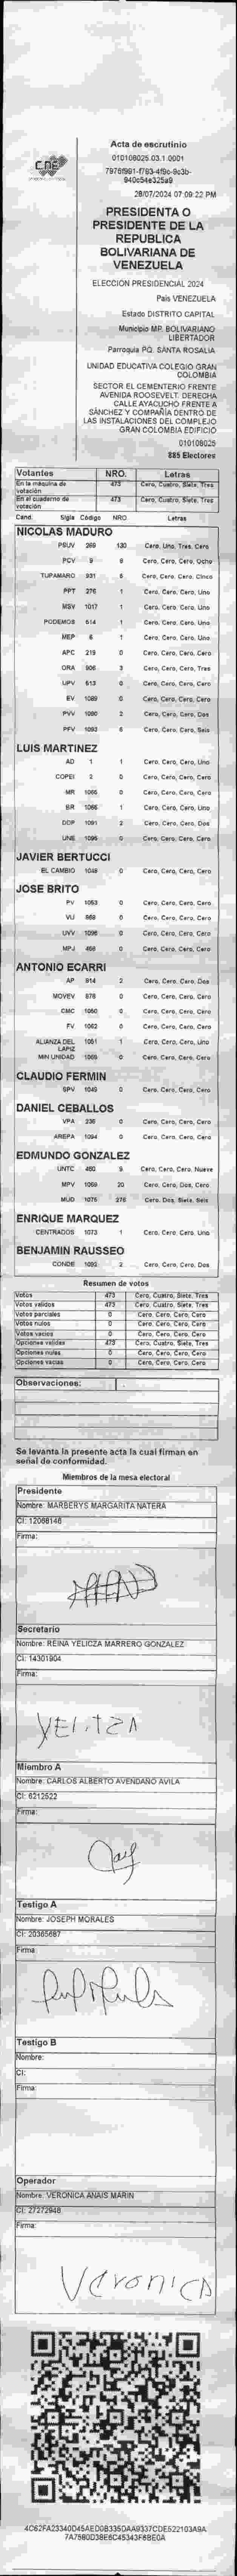 CNE
Acta de escrutinio
010108025.03.1.0001
28/07/2024 07:09:22 PM
PRESIDENTA O
PRESIDENTE DE LA
REPUBLICA
BOLIVARIANA DE
VENEZUELA
ELECCION PRESIDENCIAL 2024
Pais VENEZUELA
Estado DISTRITO CAPITAL
Municipio MP. BOLIVARIANO
LIBERTADOR
Parroquia PQ. SANTA ROSALIA
UNIDAD EDUCATIVA COLEGIO GRAN
COLOMBIA
SECTOR EL CEMENTERIO FRENTE
AVENIDA ROOSEVELT. DERECHA
CALLE AYACUCHO FRENTE A
SÁNCHEZ Y COMPAÑIA DENTRO DE
LAS INSTALACIONES DEL COMPLEJO
GRAN COLOMBIA EDIFICIO
010108025
885 Electores
Votantes NRO. Letras
En la máquina de votación 473 Cero, Cuatro, Siete, Tres
En el cuaderno de votación 473 Cero, Cuatro, Siete, Tres
Cand. Sigla Código NRO Letras
NICOLAS MADURO
PSUV 269 130 Cero, Uno, Tres, Cero
PCV 9 8 Cero, Cero, Cero, Ocho
TUPAMARO 931 5 Cero, Cero, Cero, Cinco
PPT 276 1 Cero, Cero, Cero, Uno
MSV 1017 1 Cero, Cero, Cero, Uno
PODEMOS 614 1 Cero, Cero, Cero, Uno
MEP 6 1 Cero, Cero, Cero, Uno
APC 219 0 Cero, Cero, Cero, Cero
ORA 906 3 Cero, Cero, Cero, Tres
UPV 613 0 Cero, Cero, Cero, Cero
EV 1089 0 Cero, Cero, Cero, Cero
PVV 1090 2 Cero, Cero, Cero, Dos
PFV 1093 6 Cero, Cero, Cero, Seis
LUIS MARTINEZ
AD 1 1 Cero, Cero, Cero, Uno
COPEI 2 0 Cero, Cero, Cero, Cero
MR 1065 0 Cero, Cero, Cero, Cero
BR 1066 1 Cero, Cero, Cero, Uno
DDP 1091 2 Cero, Cero, Cero, Dos
UNE 1095 0 Cero, Cero, Cero, Cero
JAVIER BERTUCCI
EL CAMBIO 1048 0 Cero, Cero, Cero, Cero
JOSE BRITO
PV 1053 0 Cero, Cero, Cero, Cero
VU 968 0 Cero, Cero, Cero, Cero
UVV 1096 0 Cero, Cero, Cero, Cero
MPJ 468 0 Cero, Cero, Cero, Cero
ANTONIO ECARRI
AP 914 2 Cero, Cero, Cero, Dos
MOVEV 878 0 Cero, Cero, Cero, Cero
CMC 1050 0 Cero, Cero, Cero, Cero
FV 1062 0 Cero, Cero, Cero, Cero
ALIANZA DEL LAPIZ 1051 1 Cero, Cero, Cero, Uno
MIN UNIDAD 1069 0 Cero, Cero, Cero, Cero
CLAUDIO FERMIN
SPV 1049 0 Cero, Cero, Cero, Cero
DANIEL CEBALLOS
VPA 236 0 Cero, Cero, Cero, Cero
AREPA 1094 0 Cero, Cero, Cero, Cero
EDMUNDO GONZALEZ
UNTC 480 9 Cero, Cero, Cero, Nueve
MPV 1059 20 Cero, Cero, Dos, Cero
MUD 1075 276 Cero, Dos, Siete, Seis
ENRIQUE MARQUEZ
CENTRADOS 1073 1 Cero, Cero, Cero, Uno
BENJAMIN RAUSSEO
CONDE 1092 2 Cero, Cero, Cero, Dos
Resumen de votos
Votos 473 Cero, Cuatro, Siete, Tres
Votos validos 473 Cero, Cuatro, Siete, Tres
Votos parciales 0 Cero, Cero, Cero, Cero
Votos nulos 0 Cero, Cero, Cero, Cero
Votos vacios 0 Cero, Cero, Cero, Cero
Opciones validas 473 Cero, Cuatro, Siete, Tres
Opciones nulas 0 Cero, Cero, Cero, Cero
Opciones vacias 0 Cero, Cero, Cero, Cero
Observaciones:
Se levanta la presente acta la cual firman en
señal de conformidad.
Miembros de la mesa electoral
Presidente
Nombre: MARBERYS MARGARITA NATERA
CI: 12068146
Firma:
Secretario
Nombre: REINA YELICZA MARRERO GONZALEZ
CI: 14301904
Firma:
YELITZA
Miembro A
Nombre: CARLOS ALBERTO AVENDAÑO AVILA
CI: 6212522
Firma:
Testigo A
Nombre: JOSEPH MORALES
CI: 20365687
Firma:
Testigo B
Nombre:
CI:
Firma:
Operador
Nombre: VERONICA ANAIS MARIN
CI: 27272946
Firma:
Veronica